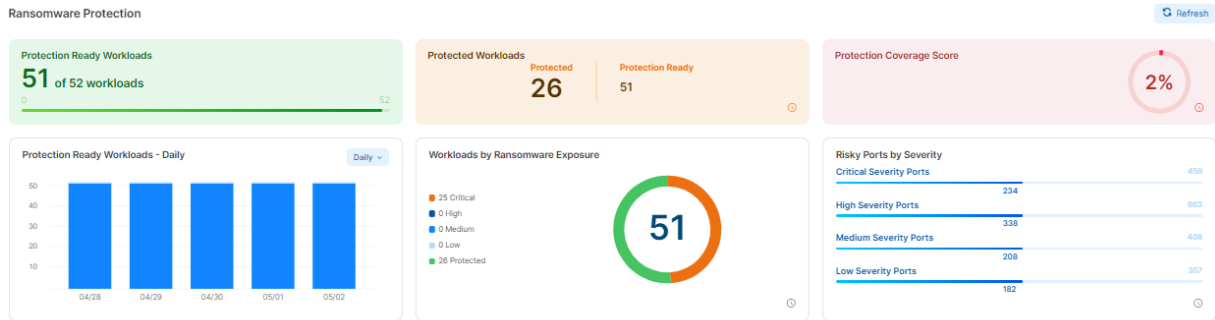 Ransomware Protection
Refresh
Protection Ready Workloads
51 of 52 workloads
0 52
Protected Workloads
Protected
26
Protection Ready
51
Protection Coverage Score
2%
Protection Ready Workloads - Daily
Daily
50
40
30
20
10
04/28 04/29 04/30 05/01 05/02
Workloads by Ransomware Exposure
25 Critical
0 High
0 Medium
0 Low
26 Protected
51
Risky Ports by Severity
Critical Severity Ports 459
234
High Severity Ports 663
338
Medium Severity Ports 408
208
Low Severity Ports 357
182